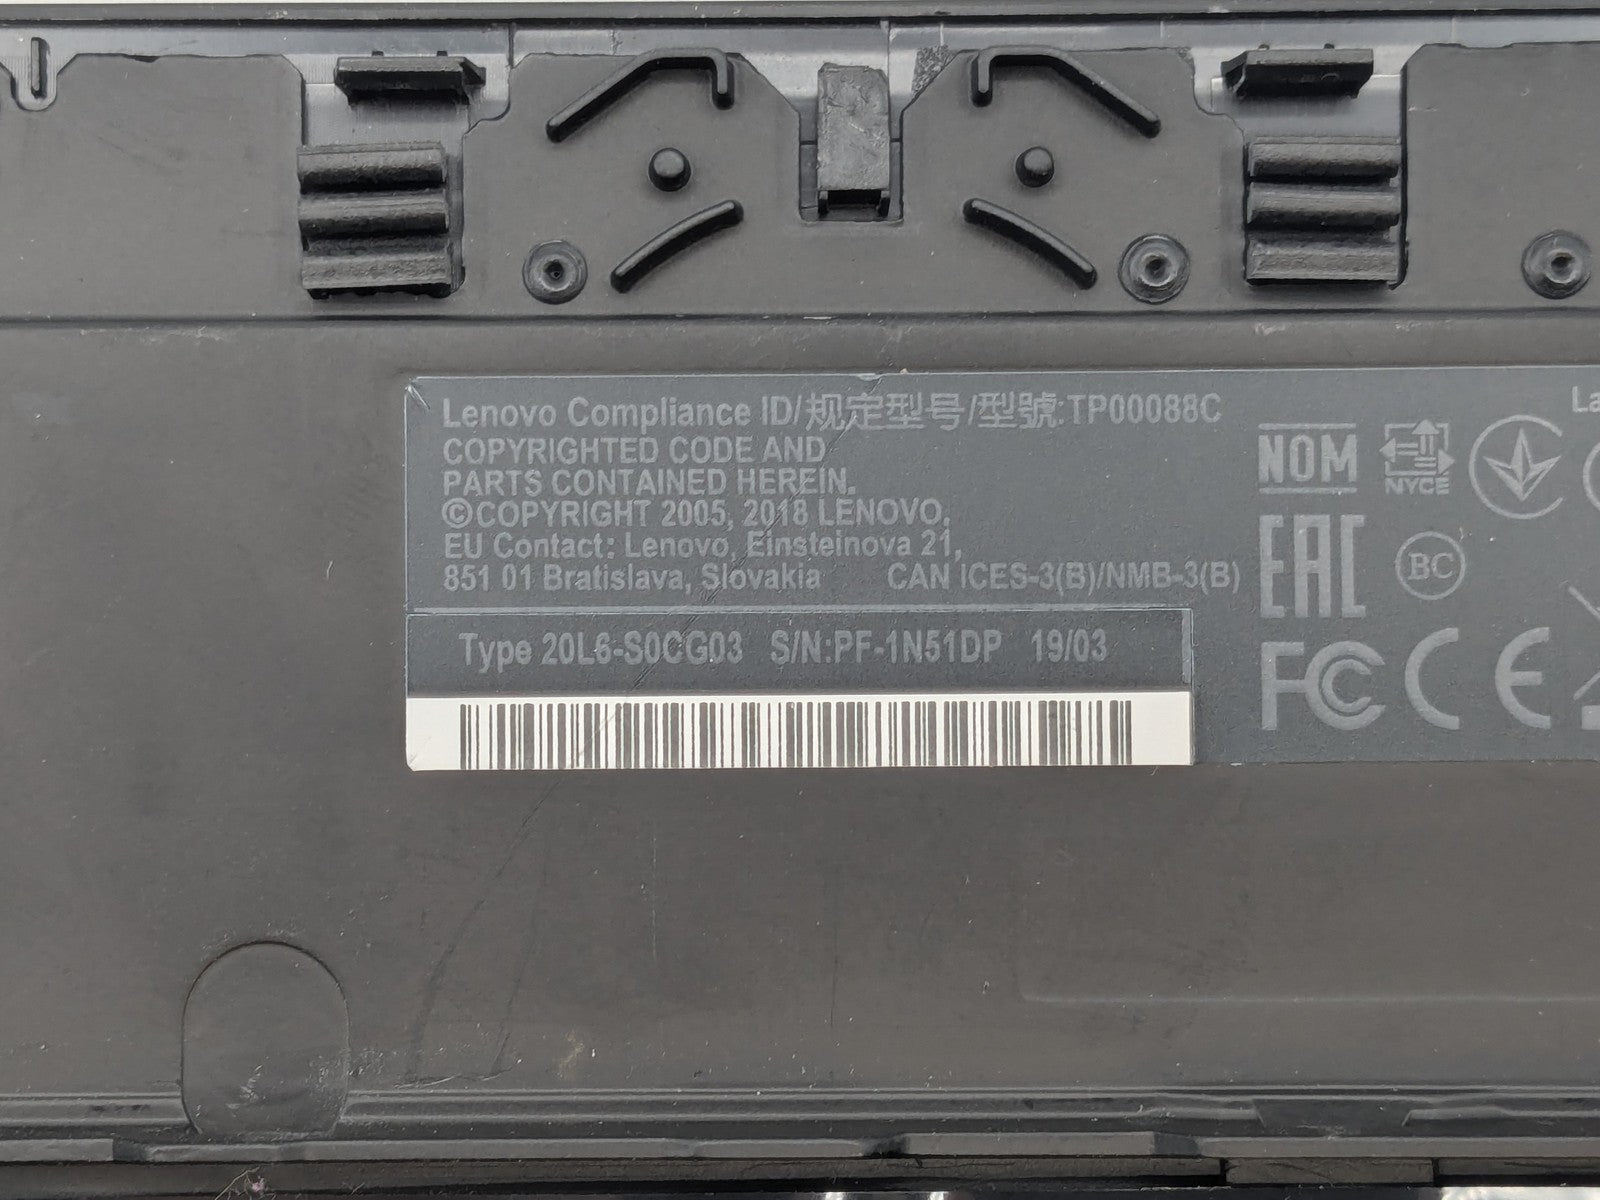 Lenovo Compliance ID/规定型号/型號:TP00088C
COPYRIGHTED CODE AND
PARTS CONTAINED HEREIN.
©COPYRIGHT 2005, 2018 LENOVO.
EU Contact: Lenovo, Einsteinova 21,
851 01 Bratislava, Slovakia CAN ICES-3(B)/NMB-3(B)
Type 20L6-S0CG03 S/N:PF-1N51DP 19/03
NOM NYCE
EAC BC
FC CE